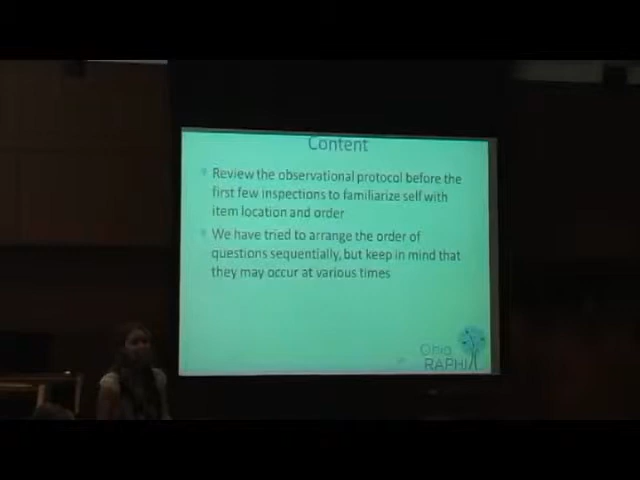 Content
Review the observational protocol before the
first few inspections to familiarize self with
item location and order
We have tried to arrange the order of
questions sequentially, but keep in mind that
they may occur at various times
Ohio
RAPHI